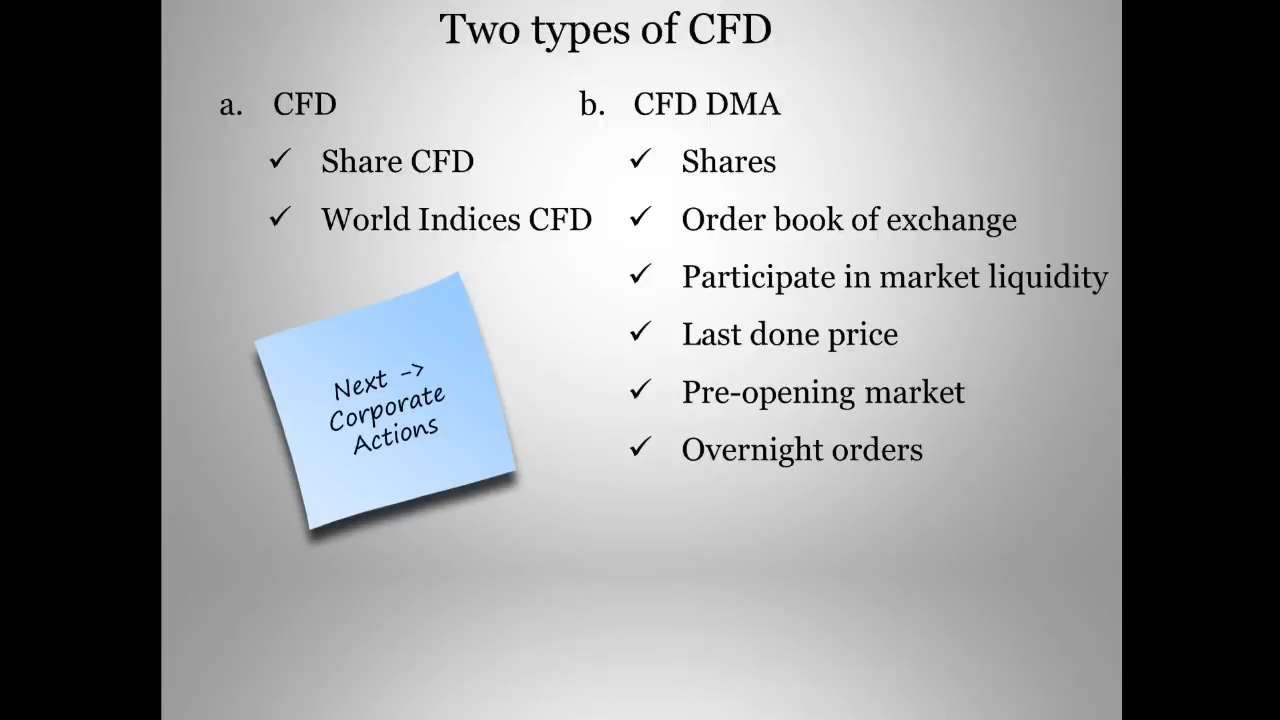 Two types of CFD
a. CFD
✓ Share CFD
✓ World Indices CFD
b. CFD DMA
✓ Shares
✓ Order book of exchange
✓ Participate in market liquidity
✓ Last done price
✓ Pre-opening market
✓ Overnight orders
Next ->
Corporate
Actions